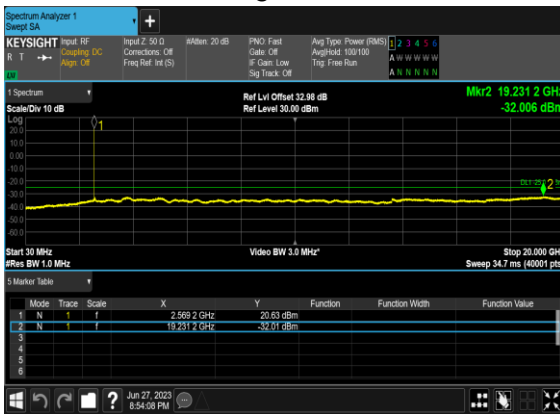 Spectrum Analyzer 1
Swept SA
KEYSIGHT
R T
LV
Input: RF
Coupling: DC
Align: Off
Input Z: 50 Ω
Corrections: Off
Freq Ref: Int (S)
#Atten: 20 dB
PNO: Fast
Gate: Off
IF Gain: Low
Sig Track: Off
Avg Type: Power (RMS)
Avg|Hold: 100/100
Trig: Free Run
1 2 3 4 5 6
A W W W W W
A N N N N N
1 Spectrum
Scale/Div 10 dB
Ref Lvl Offset 32.98 dB
Ref Level 30.00 dBm
Mkr2 19.231 2 GHz
-32.006 dBm
Log
20.0
10.0
0.00
-10.0
-20.0
-30.0
-40.0
-50.0
-60.0
1
2
Start 30 MHz
#Res BW 1.0 MHz
Video BW 3.0 MHz*
Stop 20.000 GH
Sweep 34.7 ms (40001 pts
5 Marker Table
Mode Trace Scale X Y Function Function Width Function Value
1 N 1 f 2.569 2 GHz 20.63 dBm
2 N 1 f 19.231 2 GHz -32.01 dBm
3
4
5
6
?
Jun 27, 2023
8:54:08 PM